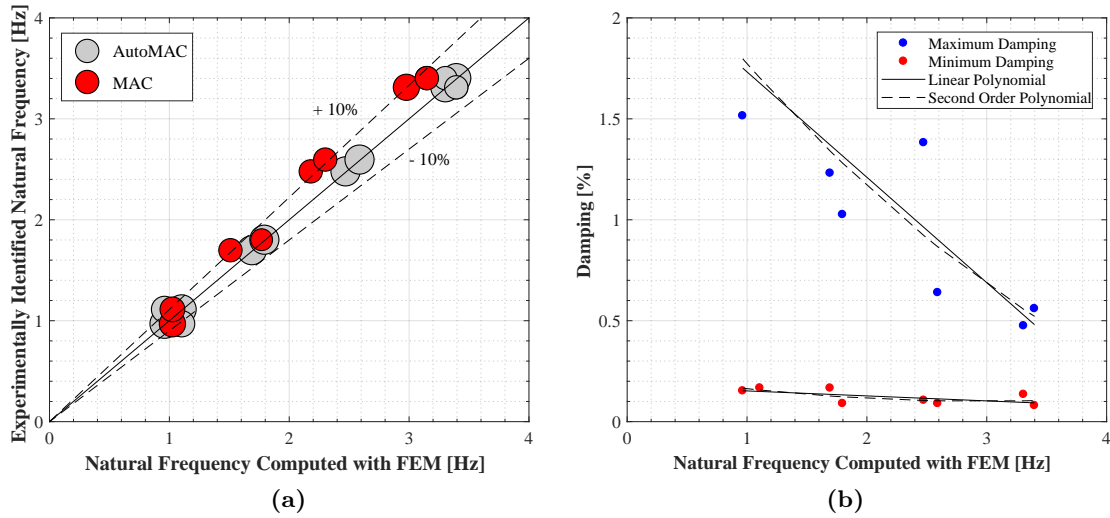 Experimentally Identified Natural Frequency [Hz]
4
3
2
1
0
AutoMAC
MAC
+ 10%
- 10%
0
1
2
3
4
Natural Frequency Computed with FEM [Hz]
(a)
Damping [%]
2
1.5
1
0.5
0
Maximum Damping
Minimum Damping
Linear Polynomial
Second Order Polynomial
0
1
2
3
4
Natural Frequency Computed with FEM [Hz]
(b)